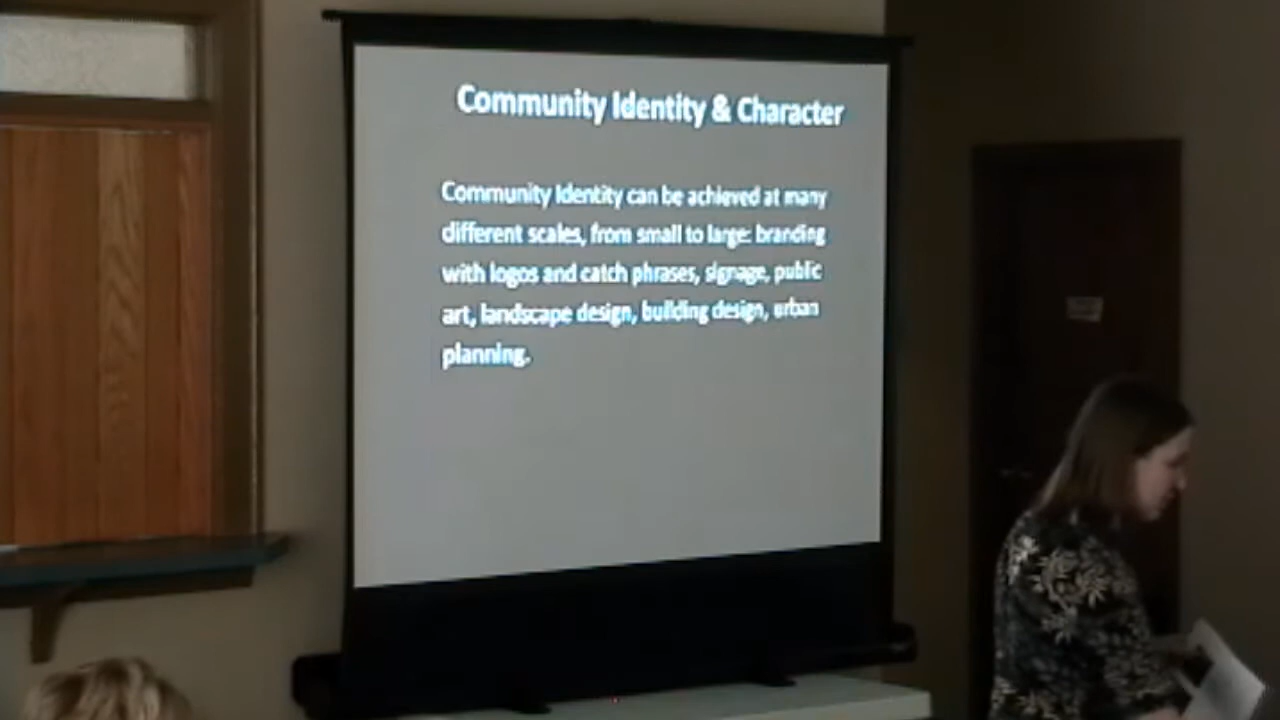 Community Identity & Character
Community Identity can be achieved at many
different scales, from small to large: branding
with logos and catch phrases, signage, public
art, landscape design, building design, urban
planning.